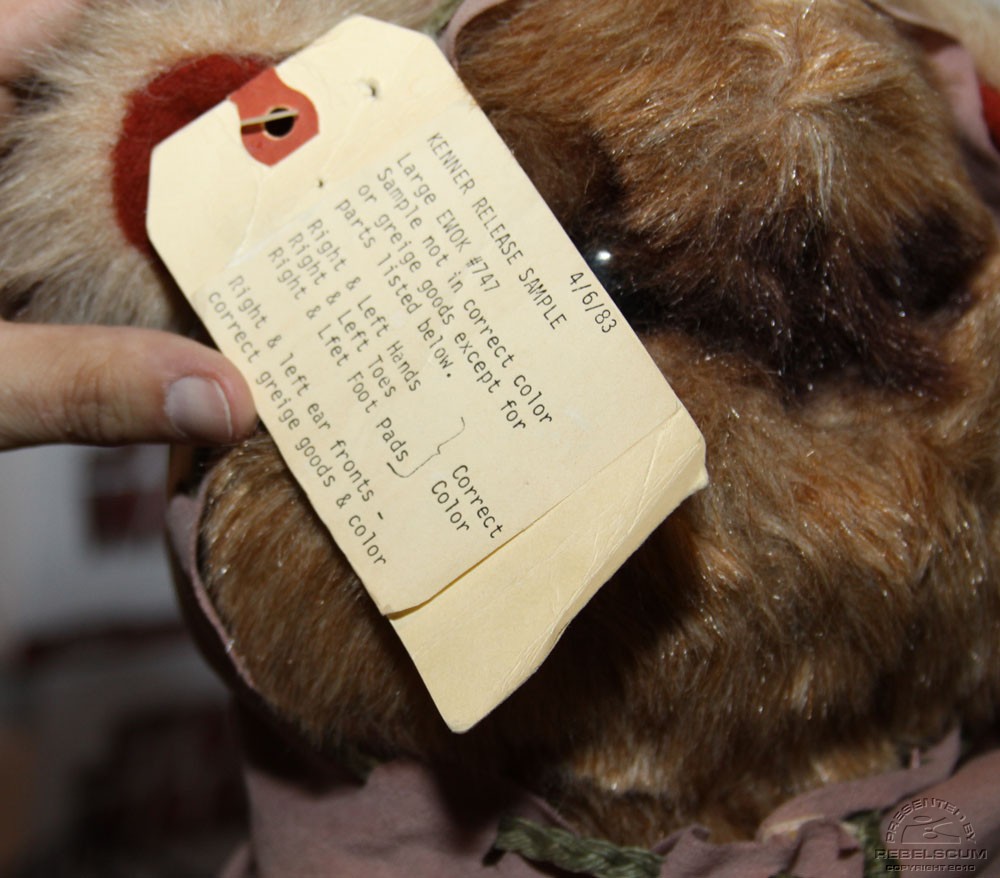 KENNER RELEASE SAMPLE 4/6/83
Large EWOK #747
Sample not in correct color
or greige goods except for
parts listed below.
Right & Left Hands
Right & Left Toes
Right & Lfet Foot Pads
Correct
Color
Right & left ear fronts -
correct greige goods & color
PRESENTED BY
REBELSCUM
COPYRIGHT 2010